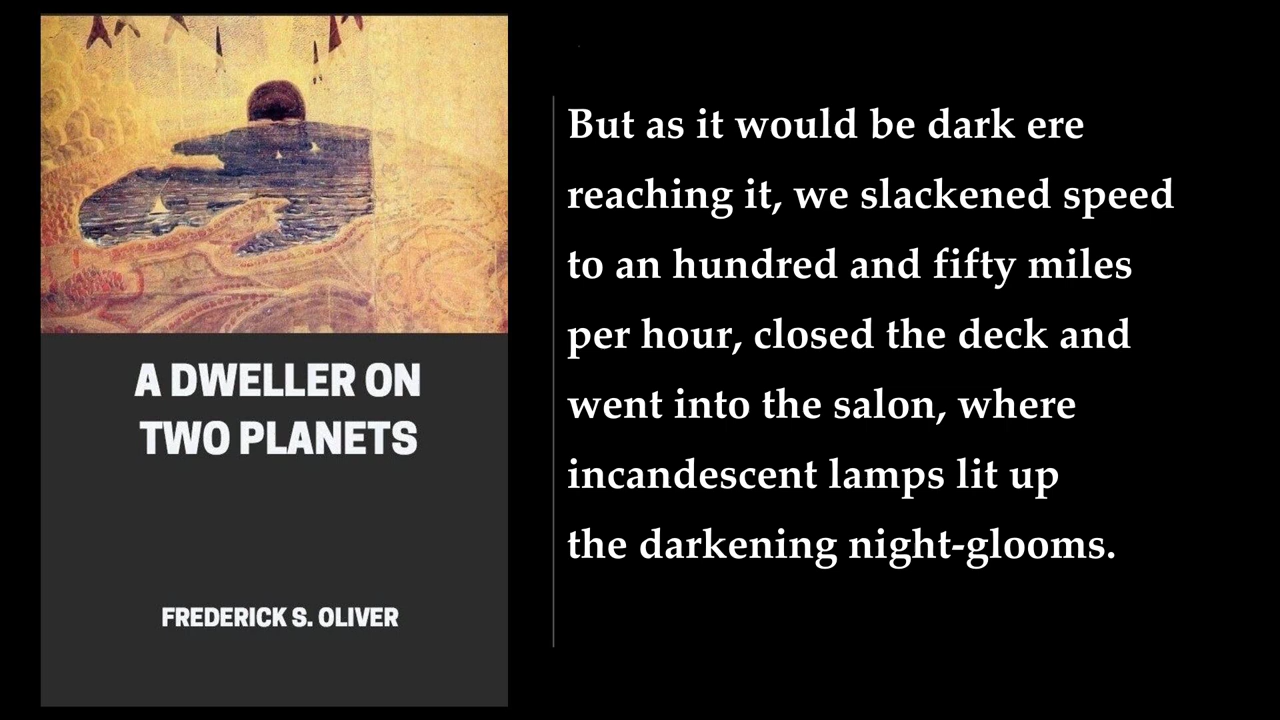 A DWELLER ON
TWO PLANETS
FREDERICK S. OLIVER
But as it would be dark ere
reaching it, we slackened speed
to an hundred and fifty miles
per hour, closed the deck and
went into the salon, where
incandescent lamps lit up
the darkening night-glooms.